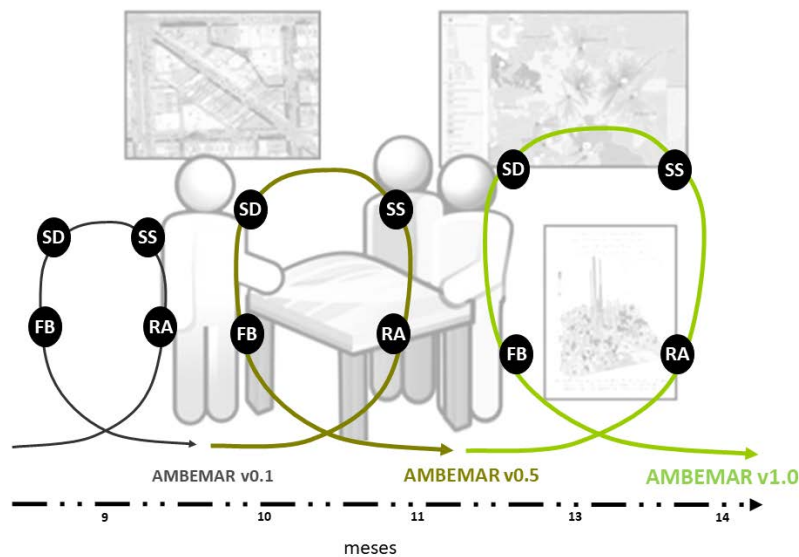 SD SS
SD SS
SD SS
FB RA
FB RA
FB RA
AMBEMAR v0.1
AMBEMAR v0.5
AMBEMAR v1.0
9 10 11 13 14
meses